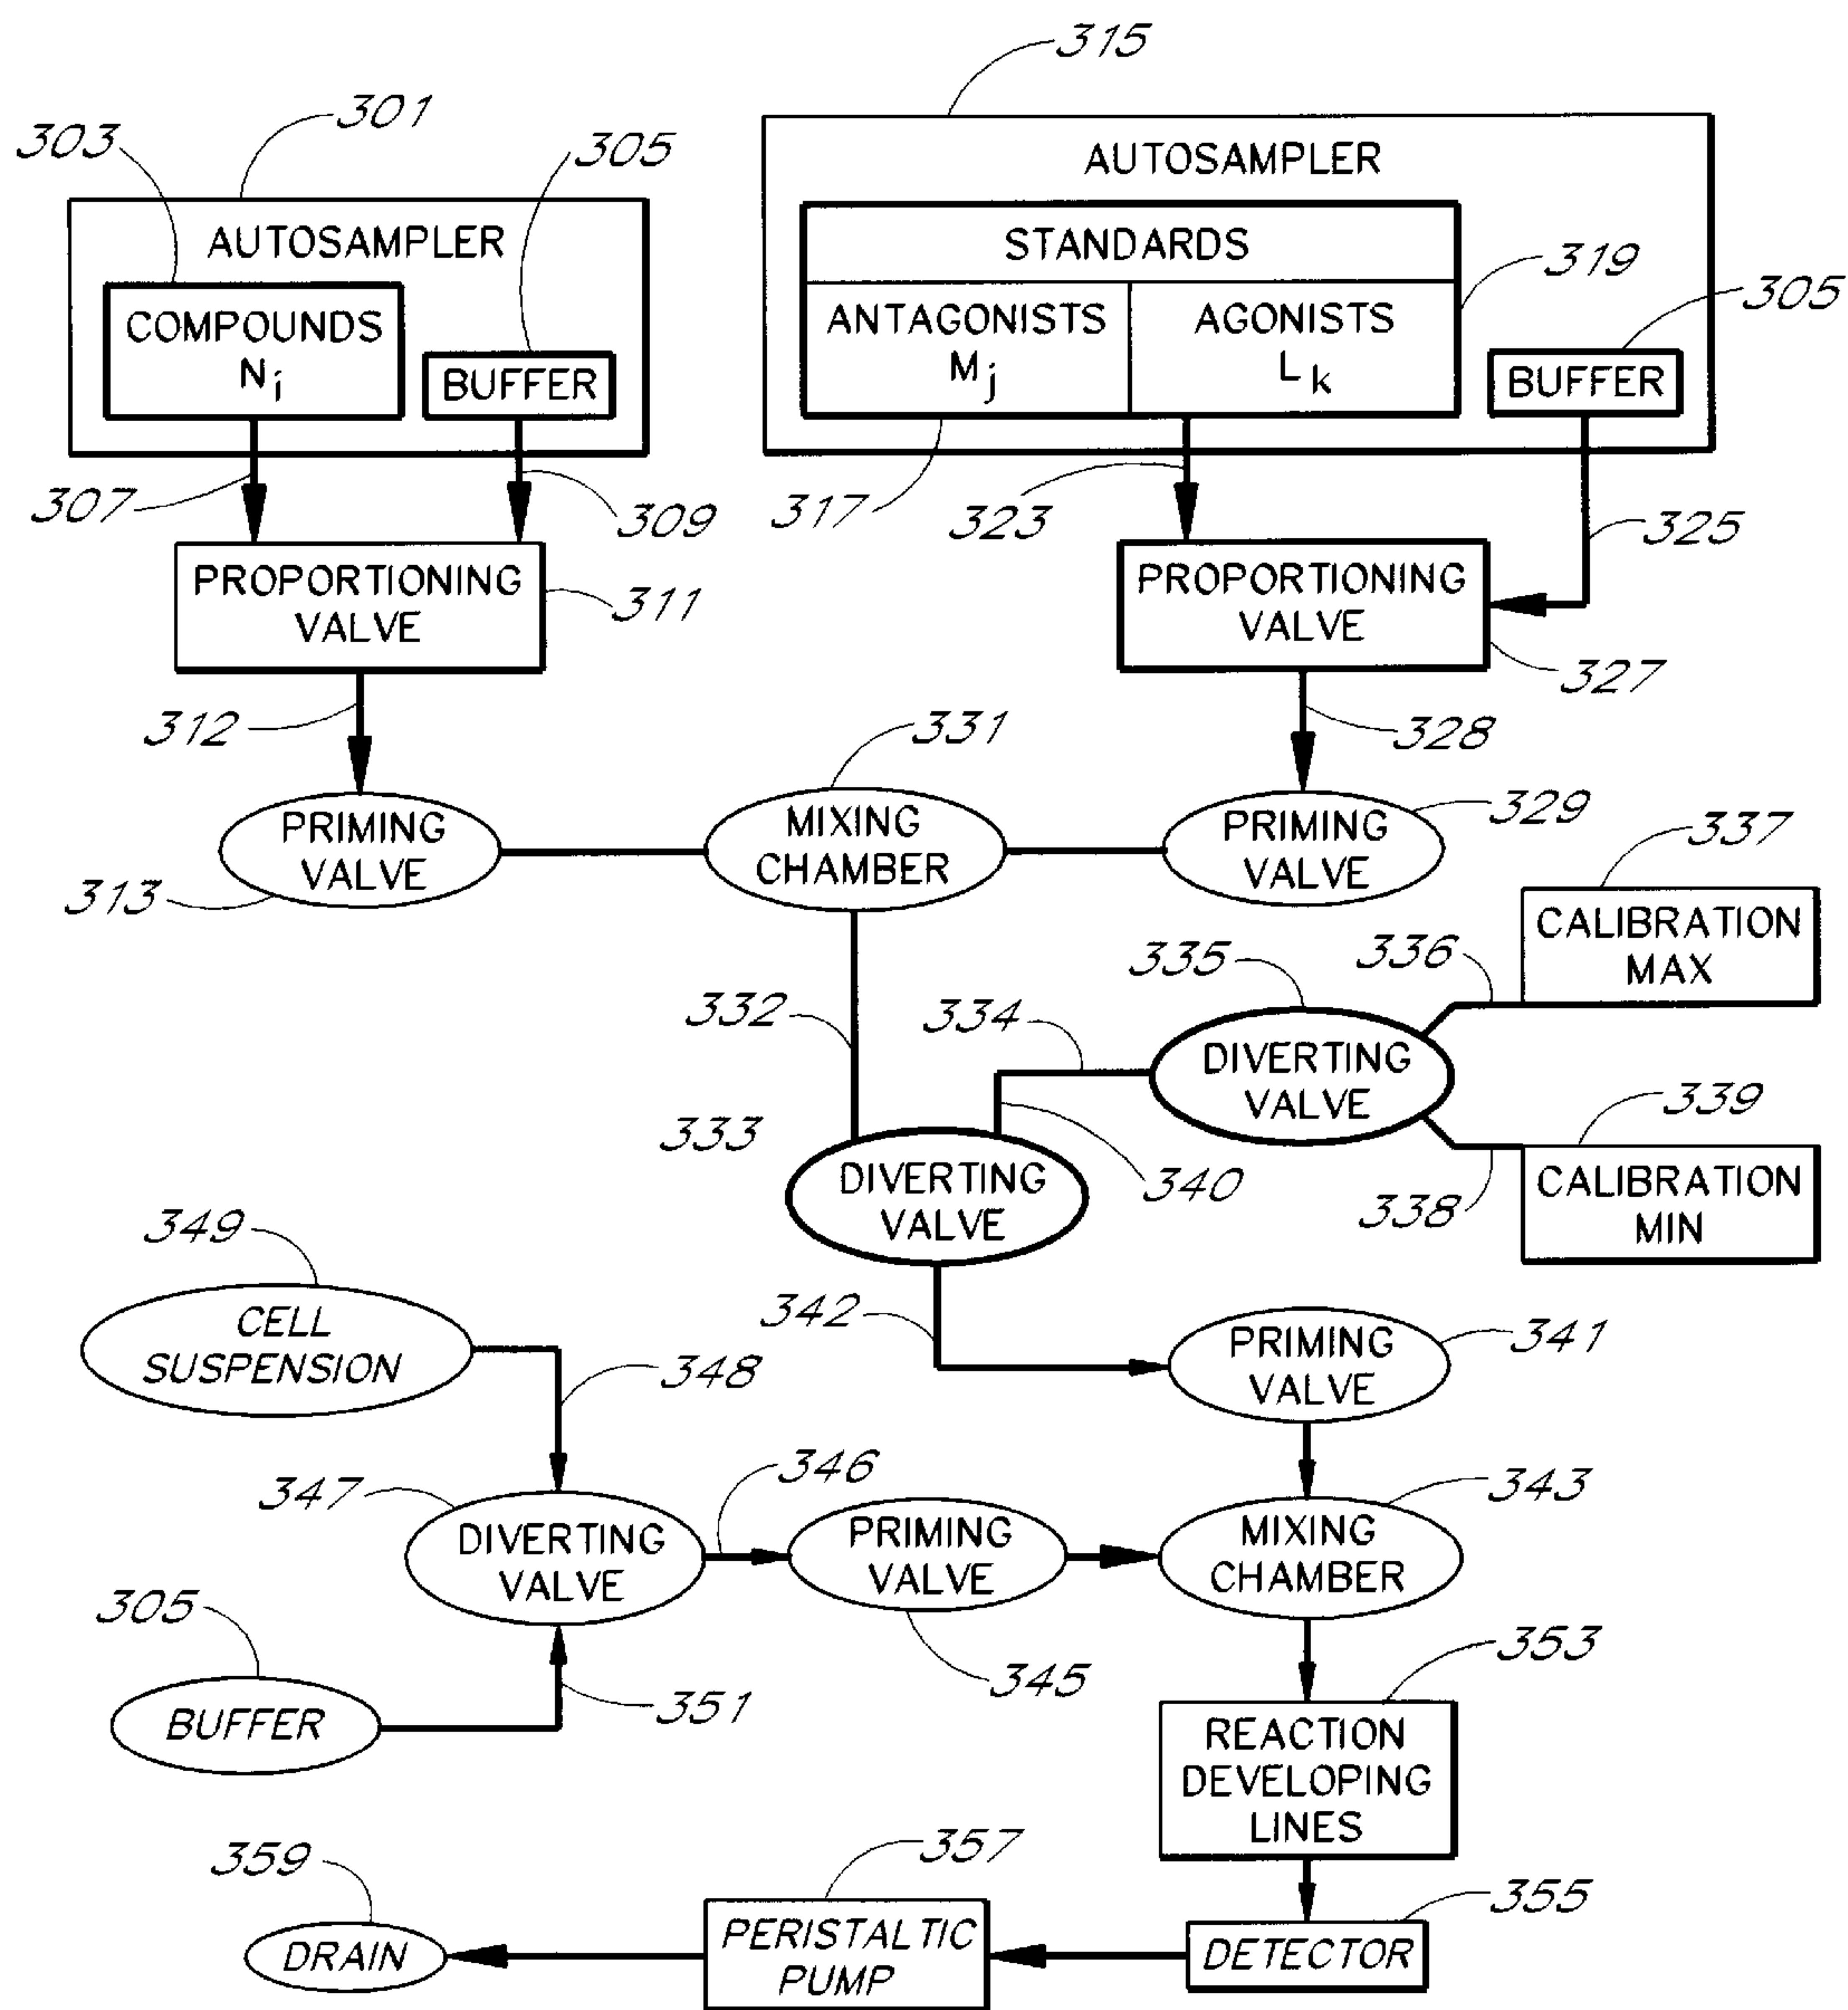 315
301
303
305
AUTOSAMPLER
AUTOSAMPLER
STANDARDS
319
305
COMPOUNDS
Ni
BUFFER
ANTAGONISTS
Mj
AGONISTS
Lk
BUFFER
307
309
317
323
325
PROPORTIONING
VALVE
311
PROPORTIONING
VALVE
327
312
331
328
329
PRIMING
VALVE
MIXING
CHAMBER
PRIMING
VALVE
337
313
CALIBRATION
MAX
335
336
332
334
DIVERTING
VALVE
339
333
340
338
CALIBRATION
MIN
DIVERTING
VALVE
349
CELL
SUSPENSION
342
PRIMING
VALVE
341
348
347
346
343
DIVERTING
VALVE
PRIMING
VALVE
MIXING
CHAMBER
305
353
BUFFER
351
345
REACTION
DEVELOPING
LINES
359
357
355
DRAIN
PERISTALTIC
PUMP
DETECTOR